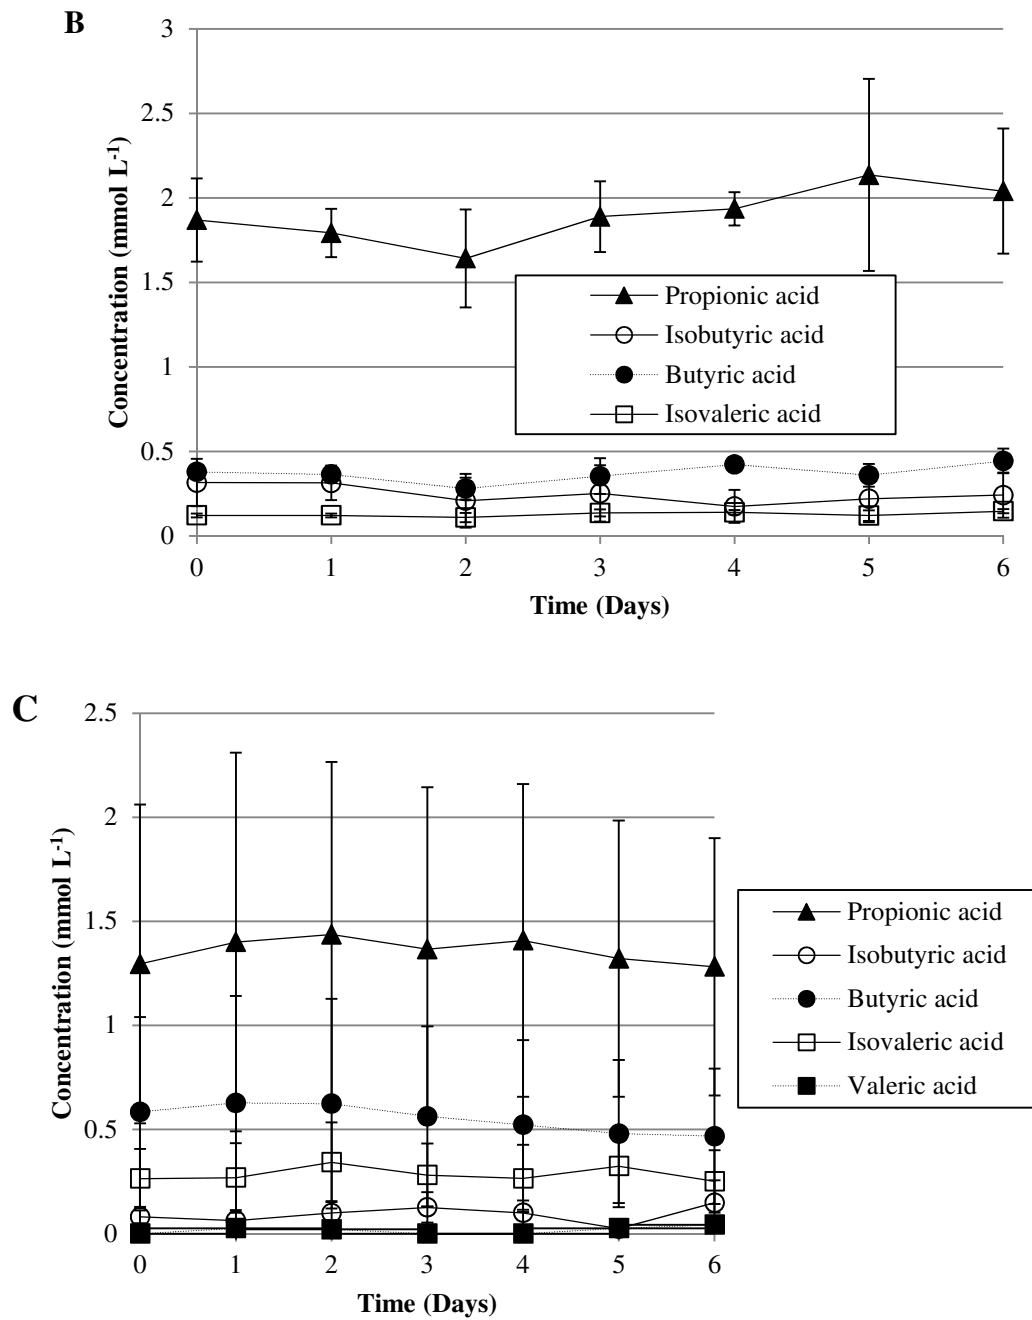 B
3
2.5
2
1.5
1
0.5
0
Concentration (mmol L⁻¹)
Propionic acid
Isobutyric acid
Butyric acid
Isovaleric acid
0 1 2 3 4 5 6
Time (Days)
C
2.5
2
1.5
1
0.5
0
Concentration (mmol L⁻¹)
Propionic acid
Isobutyric acid
Butyric acid
Isovaleric acid
Valeric acid
0 1 2 3 4 5 6
Time (Days)